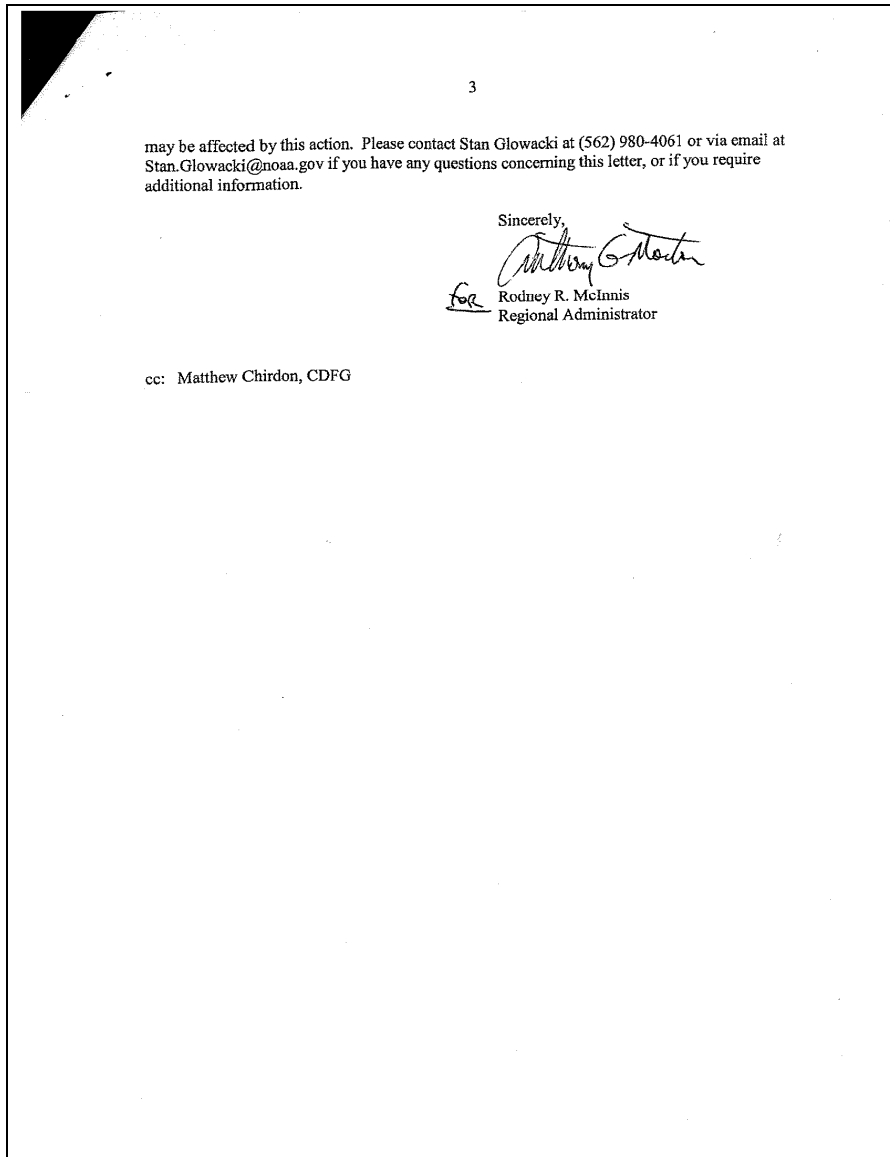 3
may be affected by this action. Please contact Stan Glowacki at (562) 980-4061 or via email at
Stan.Glowacki@noaa.gov if you have any questions concerning this letter, or if you require
additional information.
Sincerely,
Anthony G
for Rodney R. McInnis
Regional Administrator
cc: Matthew Chirdon, CDFG